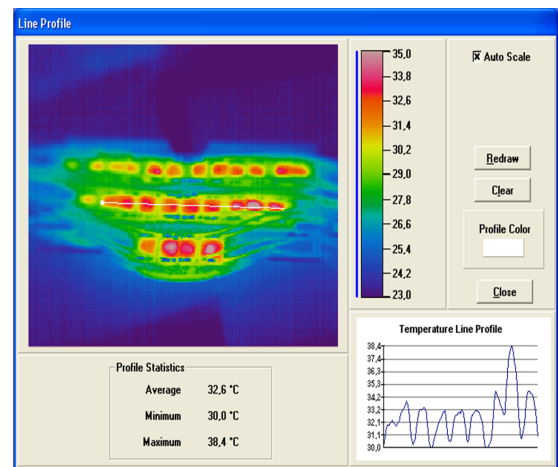 Line Profile
35,0
33,8
32,6
31,4
30,2
29,0
27,8
26,6
25,4
24,2
23,0
Auto Scale
Redraw
Clear
Profile Color
Close
Profile Statistics
Average 32,6 °C
Minimum 30,0 °C
Maximum 38,4 °C
Temperature Line Profile
38,4
37,4
36,3
35,3
34,2
33,2
32,1
31,1
30,0